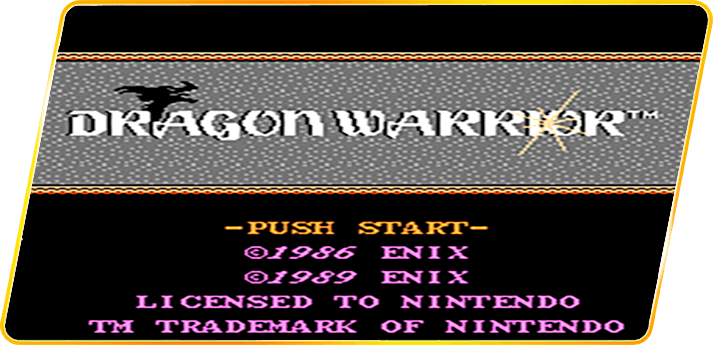 DRAGON WARRIOR™
-PUSH START-
©1986 ENIX
©1989 ENIX
LICENSED TO NINTENDO
TM TRADEMARK OF NINTENDO